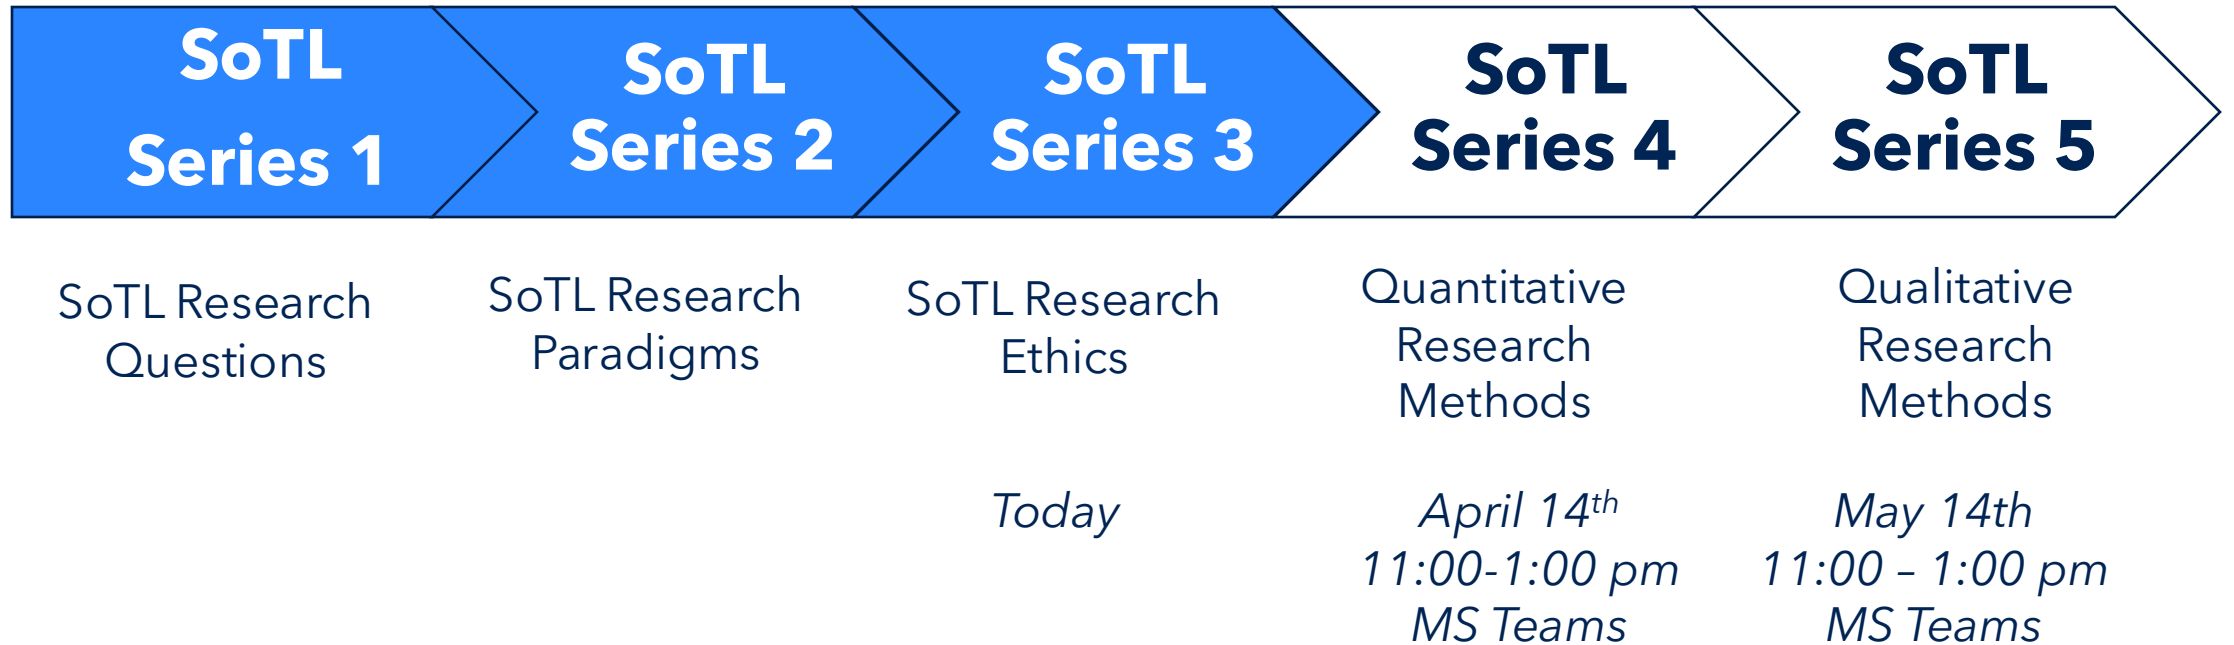 SoTL
Series 1
SoTL
Series 2
SoTL
Series 3
SoTL
Series 4
SoTL
Series 5
SoTL Research
Questions
SoTL Research
Paradigms
SoTL Research
Ethics
Quantitative
Research
Methods
Qualitative
Research
Methods
Today
April 14th
11:00-1:00 pm
MS Teams
May 14th
11:00 – 1:00 pm
MS Teams